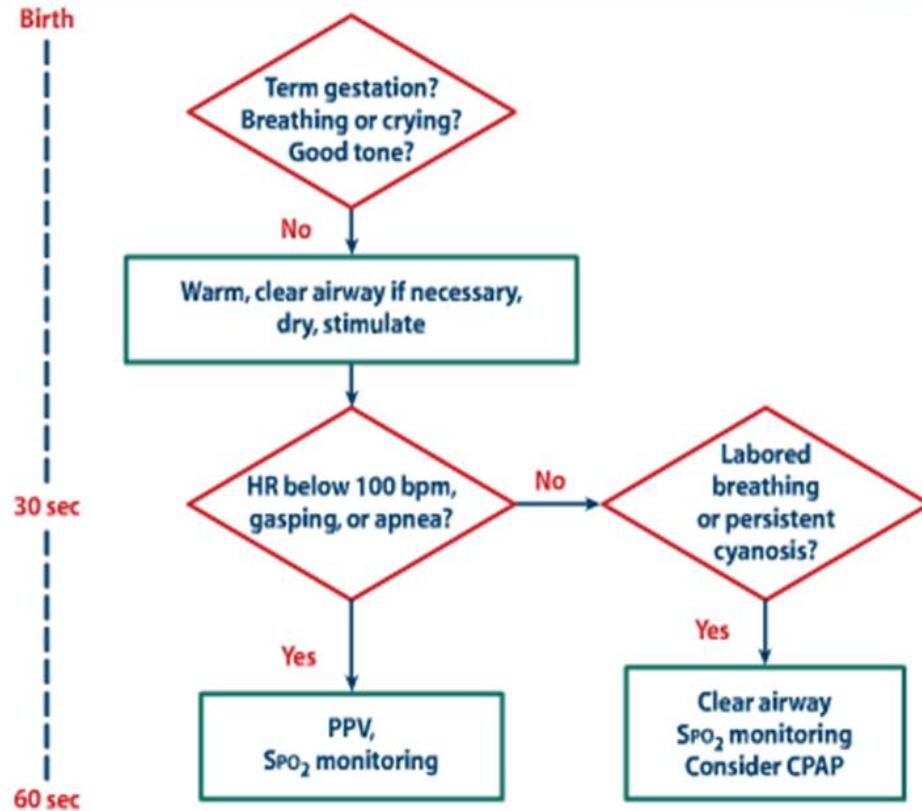 Birth
Term gestation?
Breathing or crying?
Good tone?
No
Warm, clear airway if necessary,
dry, stimulate
30 sec
HR below 100 bpm,
gasping, or apnea?
No
Labored
breathing
or persistent
cyanosis?
Yes
Yes
PPV,
SPO₂ monitoring
Clear airway
SPO₂ monitoring
Consider CPAP
60 sec